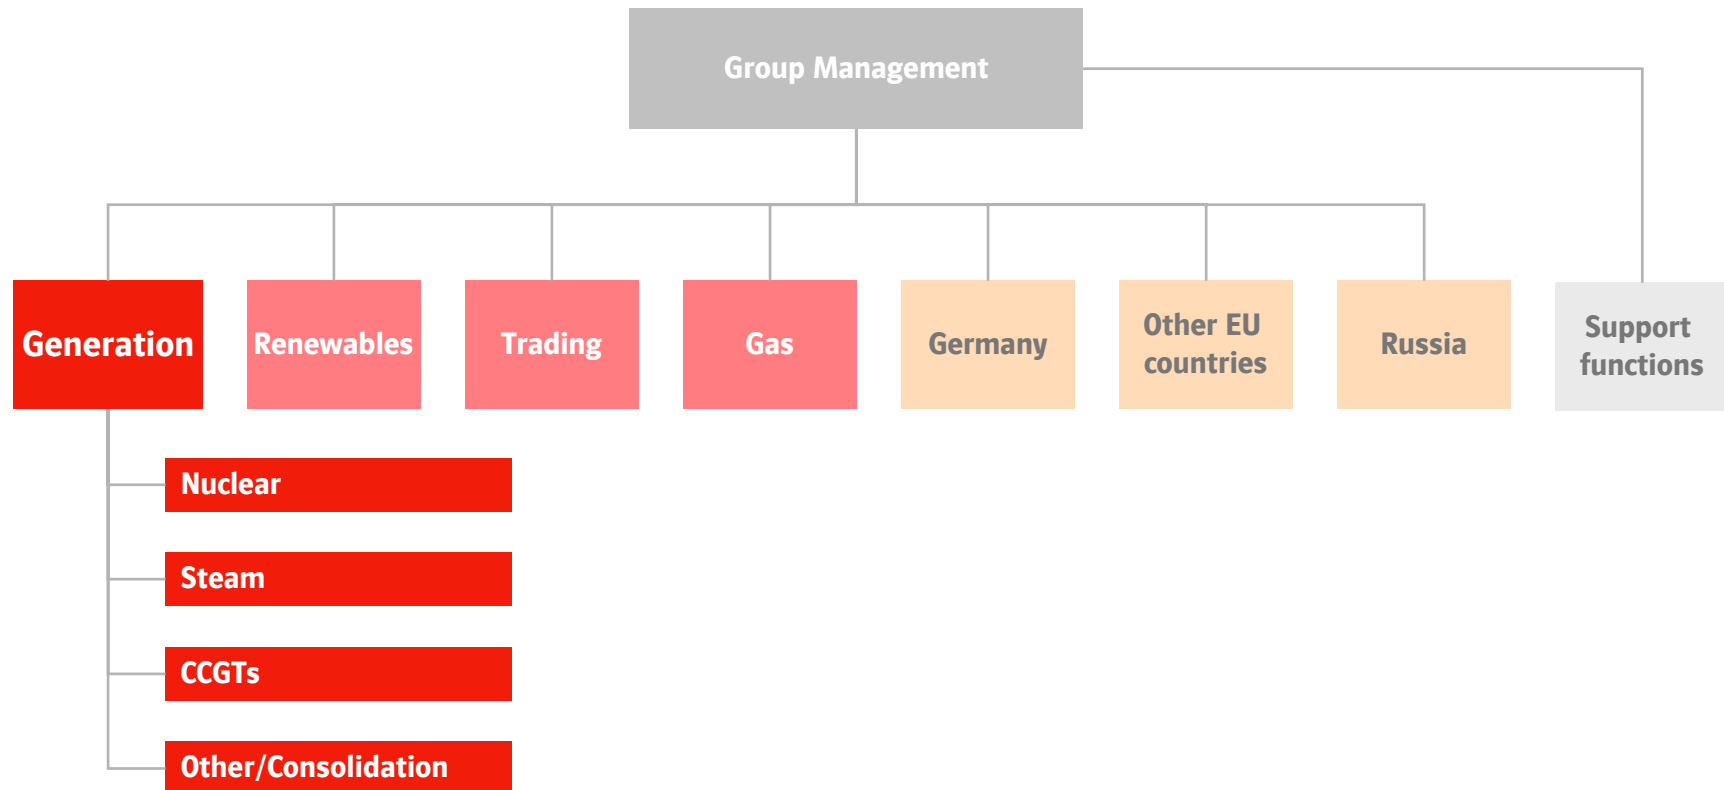 Group Management
Generation
Renewables
Trading
Gas
Germany
Other EU
countries
Russia
Support
functions
Nuclear
Steam
CCGTs
Other/Consolidation